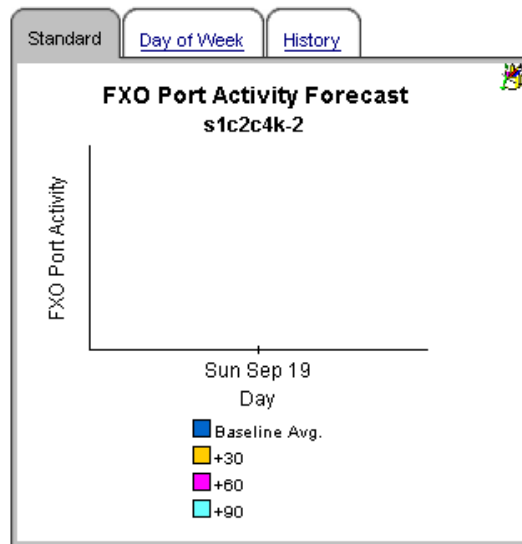 Standard
Day of Week
History
FXO Port Activity Forecast
s1c2c4k-2
FXO Port Activity
Sun Sep 19
Day
Baseline Avg.
+30
+60
+90